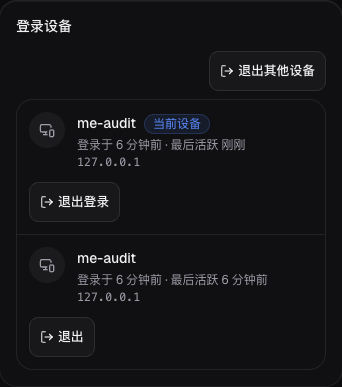 登录设备
退出其他设备
me-audit 当前设备
登录于 6 分钟前 · 最后活跃 刚刚
127.0.0.1
退出登录
me-audit
登录于 6 分钟前 · 最后活跃 6 分钟前
127.0.0.1
退出